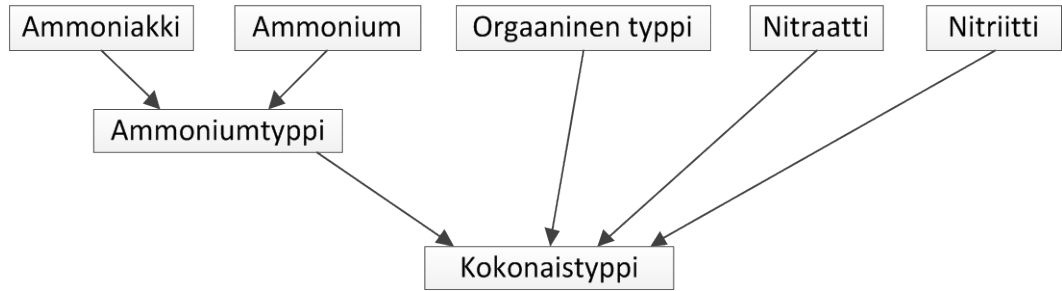 Ammoniakki
Ammonium
Orgaaninen typpi
Nitraatti
Nitriitti
Ammoniumtyppi
Kokonaistyppi